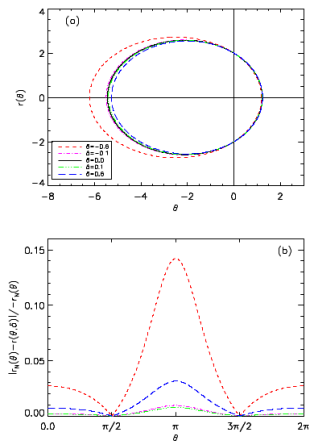 (a)
r(θ)
4
2
0
−2
−4
δ=−0.6
δ=−0.1
δ=0.0
δ=0.1
δ=0.6
−8 −6 −4 −2 0 2
θ
(b)
|r_N(θ)−r(θ,δ)|/−r_N(θ)
0.15
0.10
0.05
0.00
0.0 π/2 π 3π/2 2π
θ